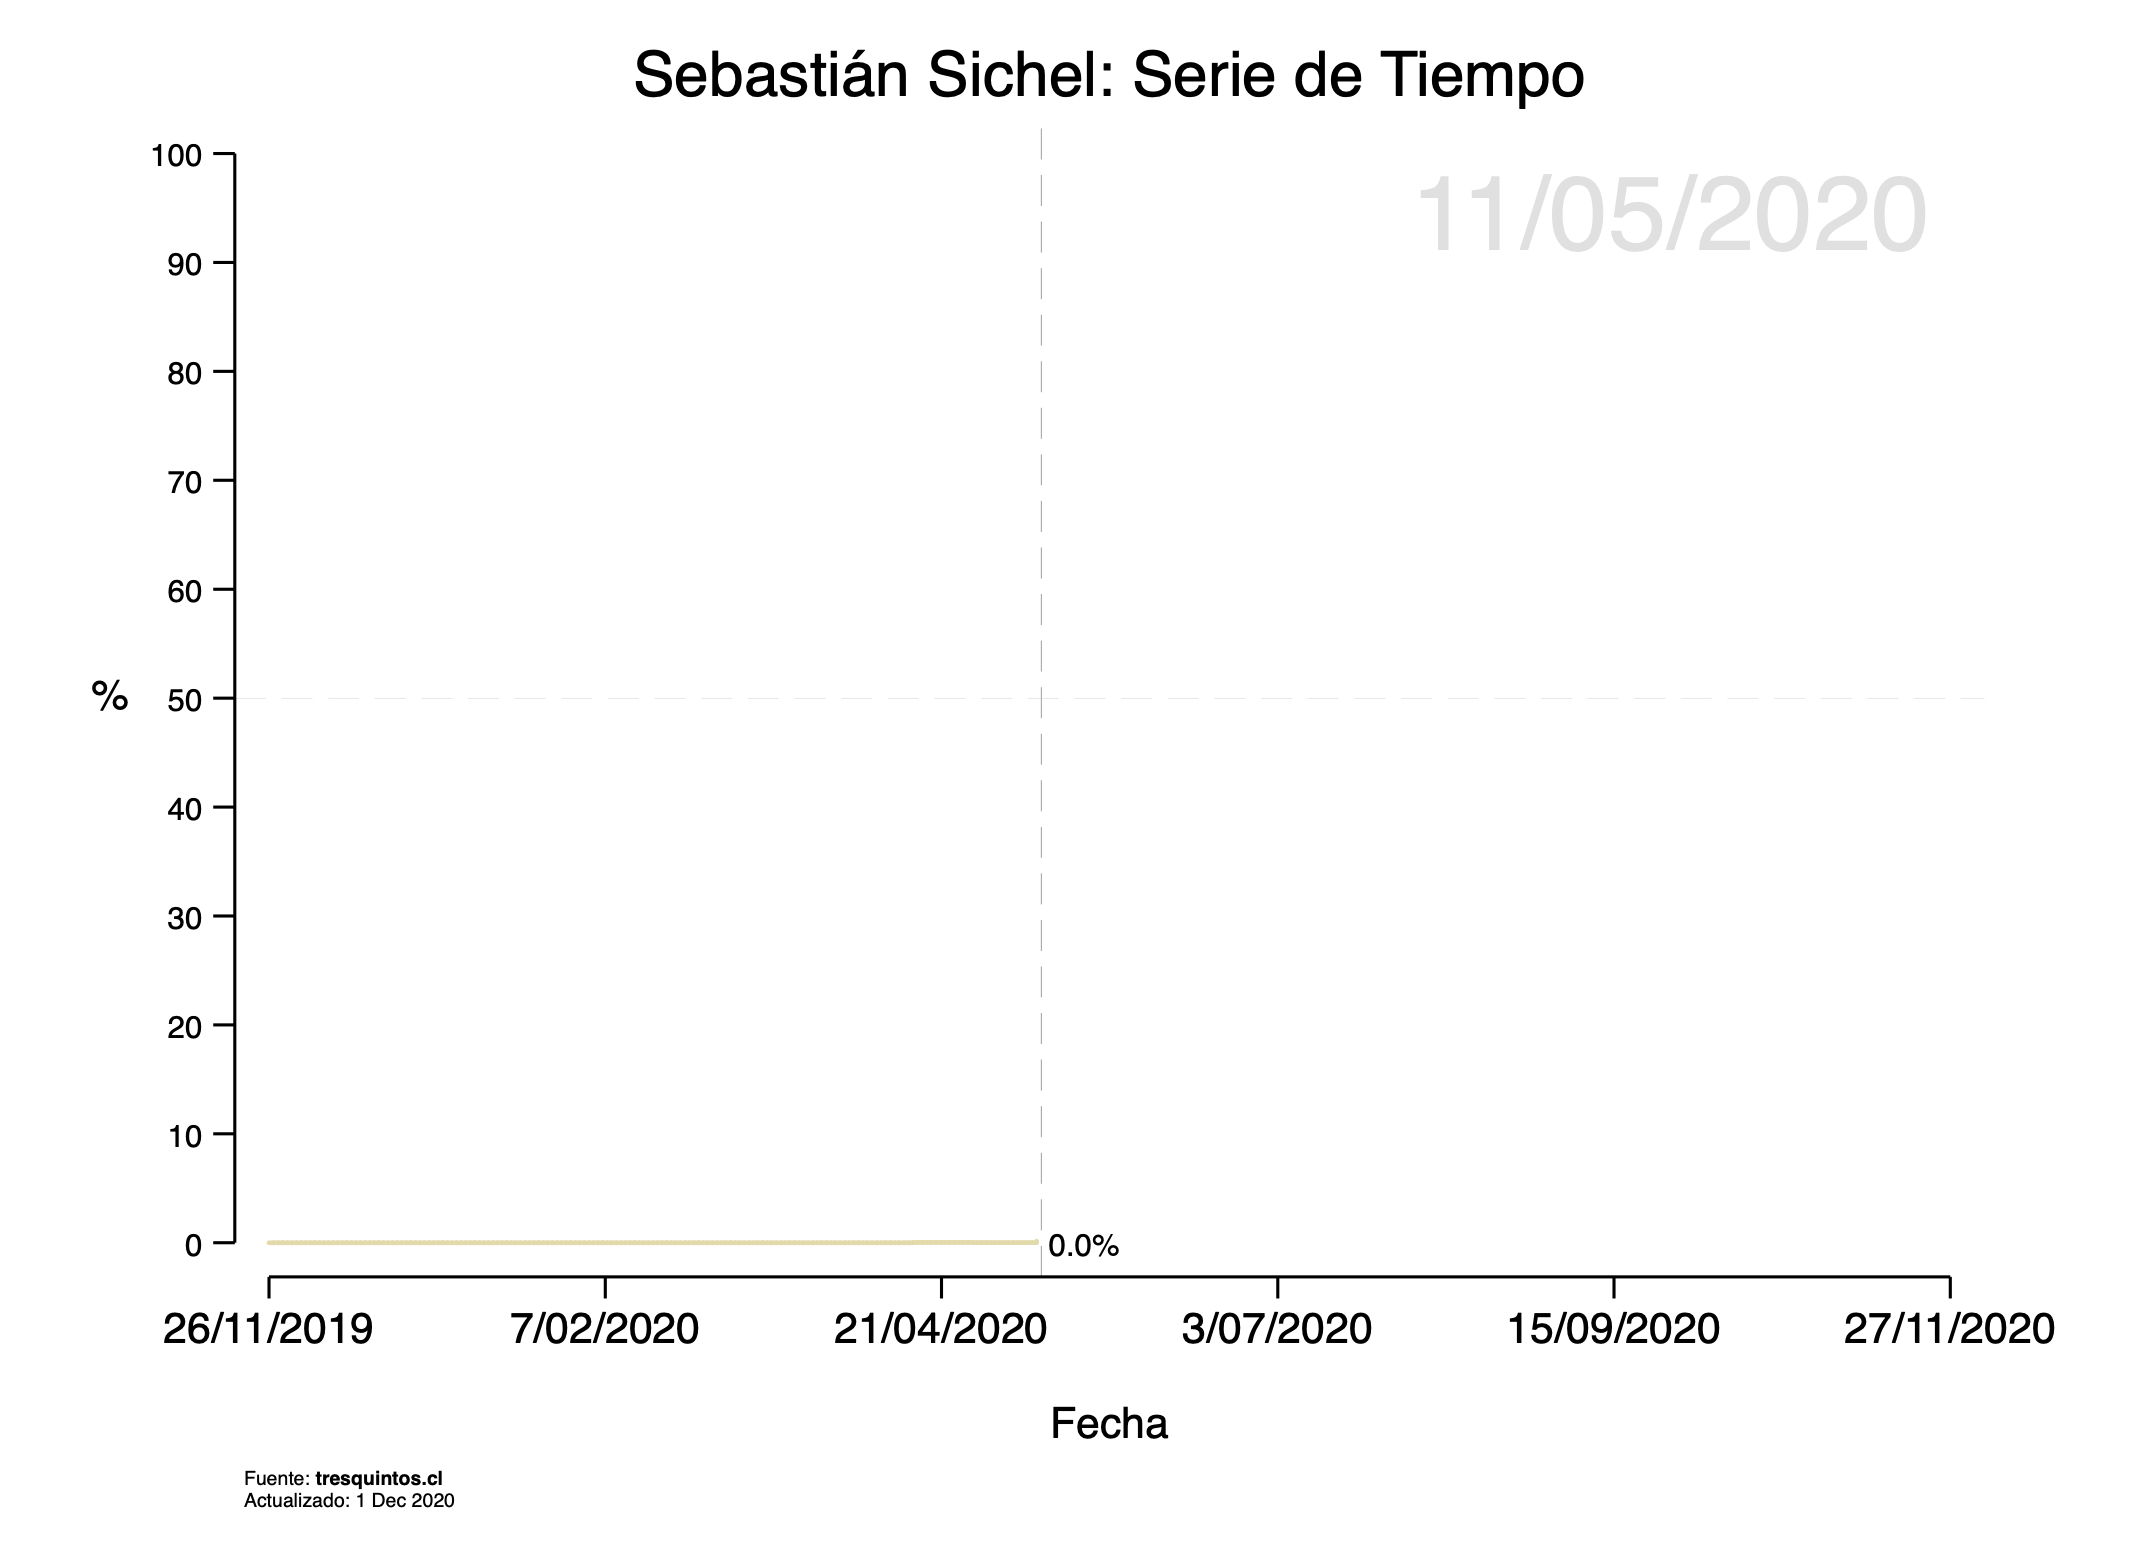 Sebastián Sichel: Serie de Tiempo
11/05/2020
100
90
80
70
60
50
40
30
20
10
0
%
0.0%
26/11/2019 7/02/2020 21/04/2020 3/07/2020 15/09/2020 27/11/2020
Fecha
Fuente: tresquintos.cl
Actualizado: 1 Dec 2020